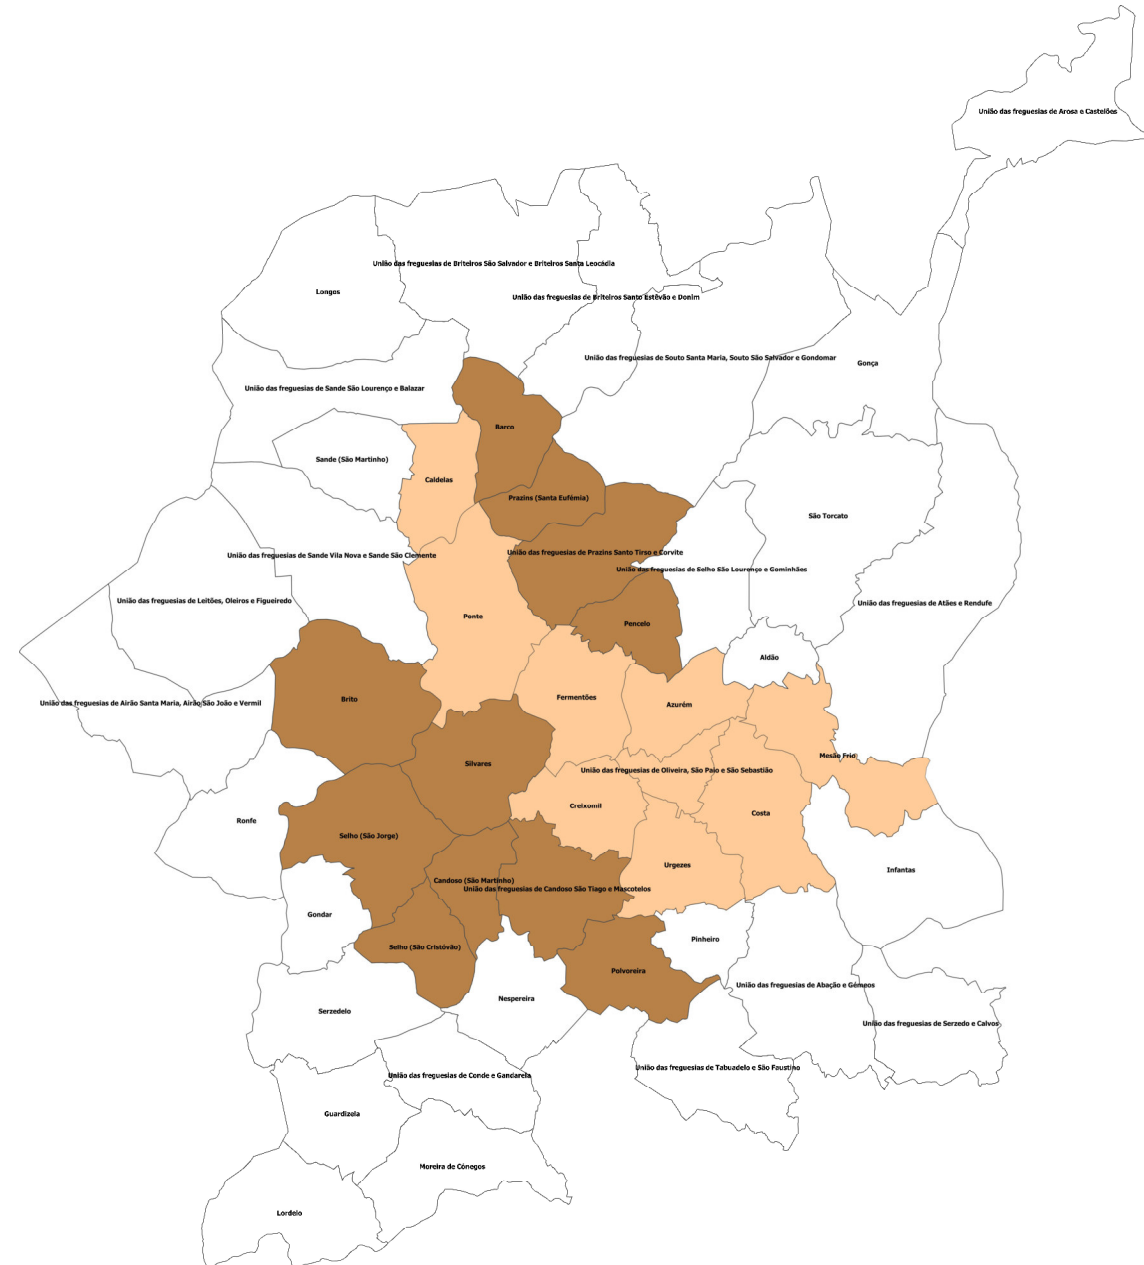 União das freguesias de Arosa e Castelões
União das freguesias de Briteiros São Salvador e Briteiros Santa Leocádia
Longos
União das freguesias de Briteiros Santo Estêvão e Donim
União das freguesias de Souto Santa Maria, Souto São Salvador e Gondomar
Gonça
União das freguesias de Sande São Lourenço e Balazar
Barco
Sande (São Martinho)
Caldelas
Prazins (Santa Eufémia)
São Torcato
União das freguesias de Prazins Santo Tirso e Corvite
União das freguesias de Sande Vila Nova e Sande São Clemente
União das freguesias de Selho São Lourenço e Gominhães
União das freguesias de Leitões, Oleiros e Figueiredo
União das freguesias de Atães e Rendufe
Ponte
Pencelo
Aldão
Brito
Fermentões
União das freguesias de Airão Santa Maria, Airão São João e Vermil
Azurém
Mesão Frio
Silvares
União das freguesias de Oliveira, São Paio e São Sebastião
Creixomil
Costa
Ronfe
Selho (São Jorge)
Urgezes
Infantas
Candoso (São Martinho)
União das freguesias de Candoso São Tiago e Mascotelos
Gondar
Pinheiro
Selho (São Cristóvão)
Polvoreira
União das freguesias de Abação e Gémeos
Nespereira
Serzedelo
União das freguesias de Serzedo e Calvos
União das freguesias de Tabuadelo e São Faustino
União das freguesias de Conde e Gandarela
Guardizela
Moreira de Cónegos
Lordelo